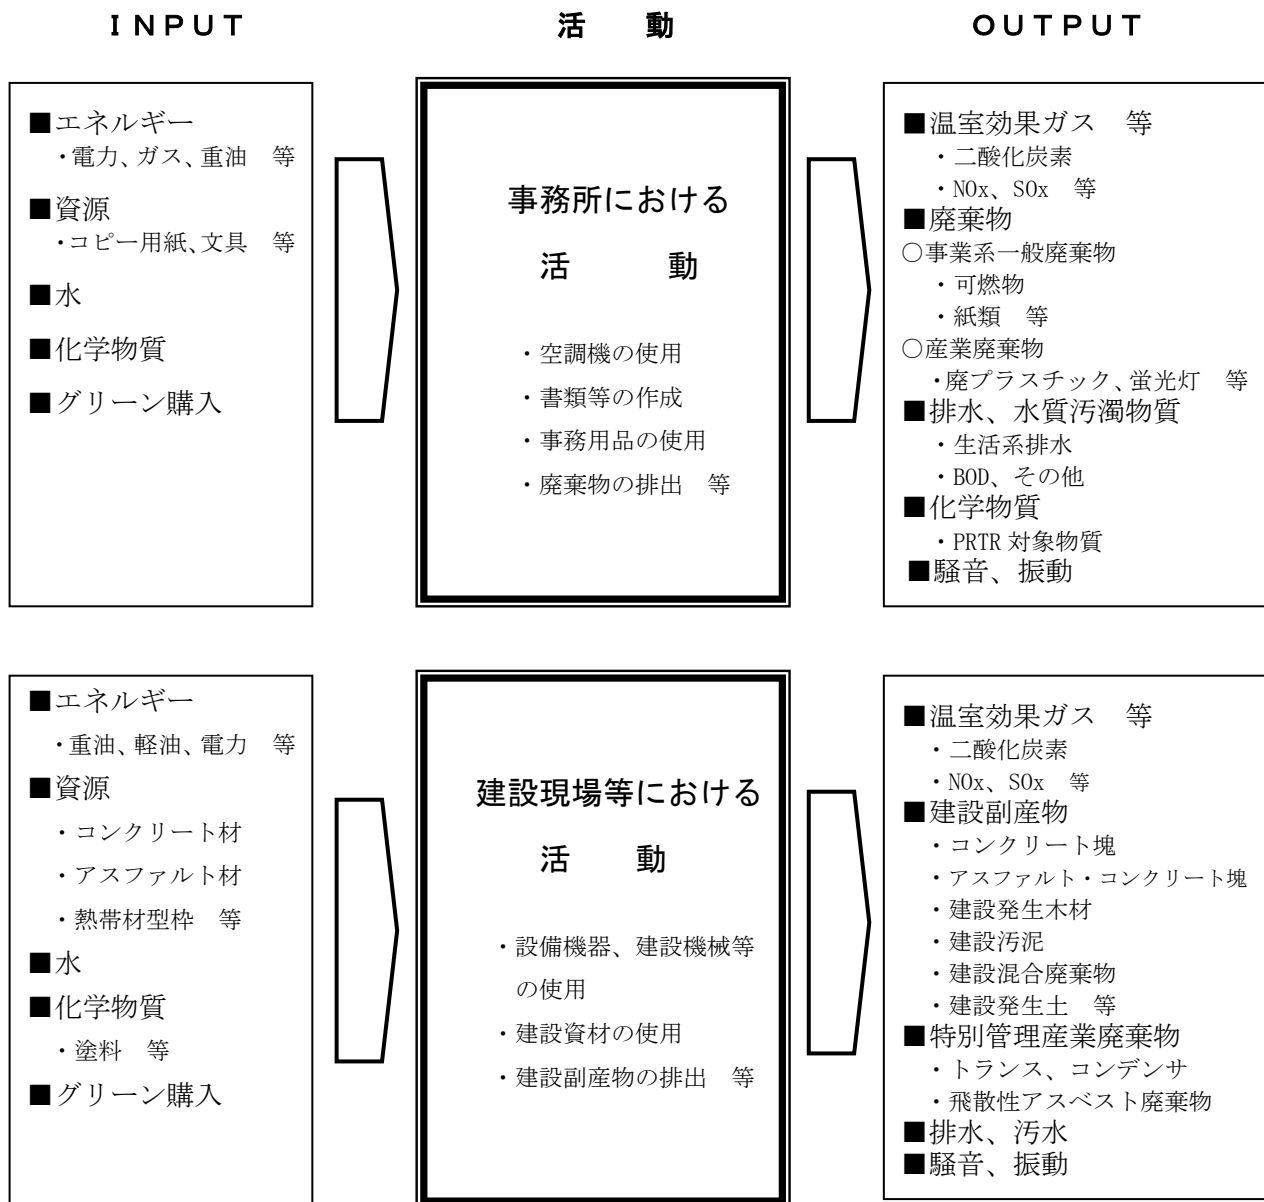 ＩＮＰＵＴ
活　動
ＯＵＴＰＵＴ
■エネルギー
・電力、ガス、重油　等
■資源
・コピー用紙、文具　等
■水
■化学物質
■グリーン購入
事務所における
活　動
・空調機の使用
・書類等の作成
・事務用品の使用
・廃棄物の排出　等
■温室効果ガス　等
・二酸化炭素
・NOx、SOx　等
■廃棄物
○事業系一般廃棄物
・可燃物
・紙類　等
○産業廃棄物
・廃プラスチック、蛍光灯　等
■排水、水質汚濁物質
・生活系排水
・BOD、その他
■化学物質
・PRTR 対象物質
■騒音、振動
■エネルギー
・重油、軽油、電力　等
■資源
・コンクリート材
・アスファルト材
・熱帯材型枠　等
■水
■化学物質
・塗料　等
■グリーン購入
建設現場等における
活　動
・設備機器、建設機械等
の使用
・建設資材の使用
・建設副産物の排出　等
■温室効果ガス　等
・二酸化炭素
・NOx、SOx　等
■建設副産物
・コンクリート塊
・アスファルト・コンクリート塊
・建設発生木材
・建設汚泥
・建設混合廃棄物
・建設発生土　等
■特別管理産業廃棄物
・トランス、コンデンサ
・飛散性アスベスト廃棄物
■排水、汚水
■騒音、振動